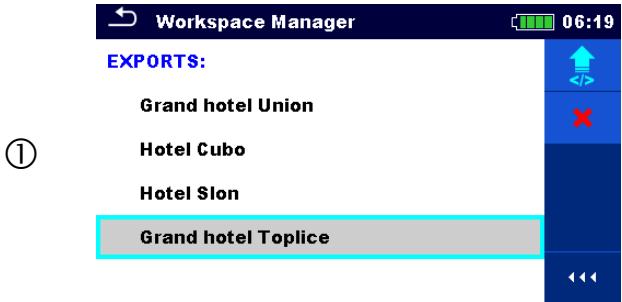 Workspace Manager 06:19
EXPORTS:
</>
Grand hotel Union
①
Hotel Cubo
Hotel Slon
Grand hotel Toplice